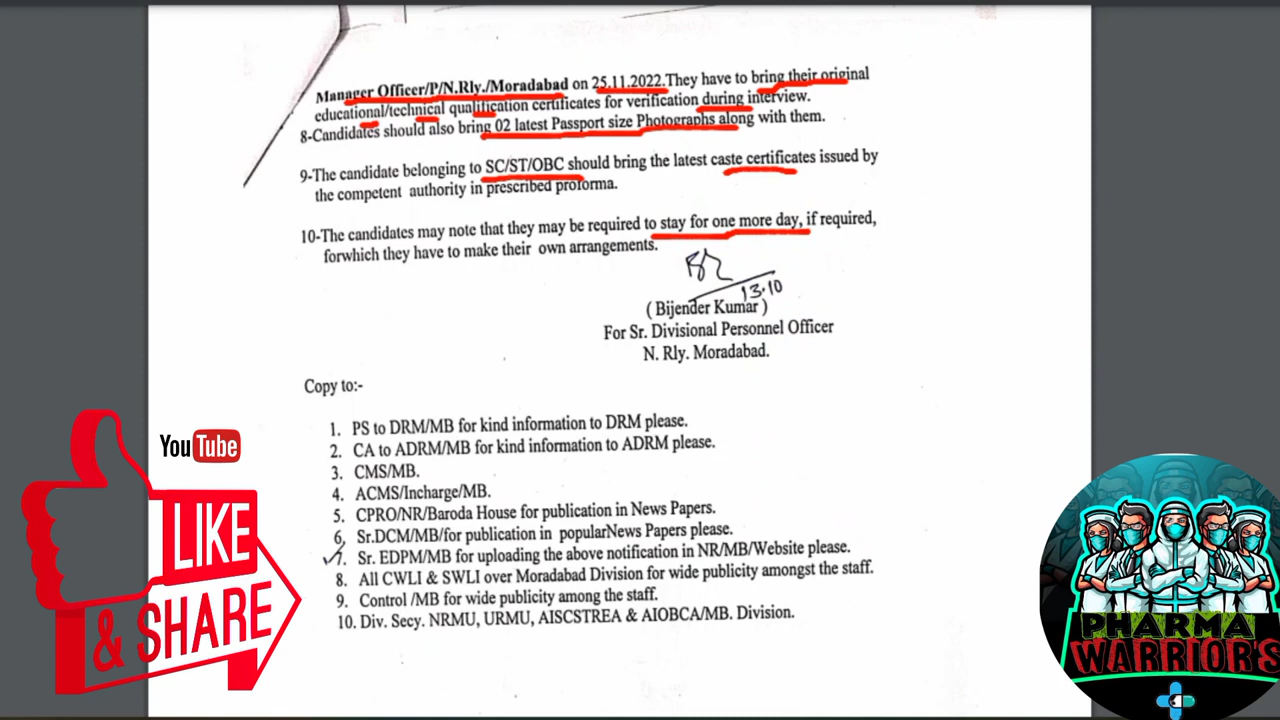 Manager Officer/P/N.Rly./Moradabad on 25.11.2022.They have to bring their original
educational/technical qualification certificates for verification during interview.
8-Candidates should also bring 02 latest Passport size Photographs along with them.
9-The candidate belonging to SC/ST/OBC should bring the latest caste certificates issued by
the competent authority in prescribed proforma.
10-The candidates may note that they may be required to stay for one more day, if required,
forwhich they have to make their own arrangements.
13.10
( Bijender Kumar )
For Sr. Divisional Personnel Officer
N. Rly. Moradabad.
Copy to:-
1. PS to DRM/MB for kind information to DRM please.
2. CA to ADRM/MB for kind information to ADRM please.
3. CMS/MB.
4. ACMS/Incharge/MB.
5. CPRO/NR/Baroda House for publication in News Papers.
6, Sr.DCM/MB/for publication in popularNews Papers please.
7. Sr. EDPM/MB for uploading the above notification in NR/MB/Website please.
8. All CWLI & SWLI over Moradabad Division for wide publicity amongst the staff.
9. Control /MB for wide publicity among the staff.
10. Div. Secy. NRMU, URMU, AISCSTREA & AIOBCA/MB. Division.
YouTube
LIKE
& SHARE
PHARMA
WARRIOR'S